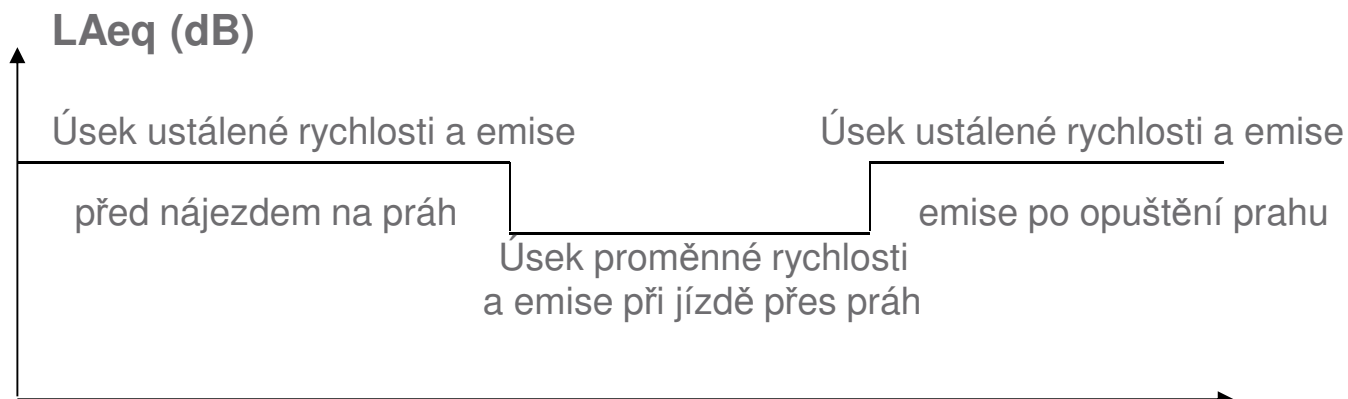 LAeq (dB)
Úsek ustálené rychlosti a emise
před nájezdem na práh
Úsek proměnné rychlosti
a emise při jízdě přes práh
Úsek ustálené rychlosti a emise
emise po opuštění prahu